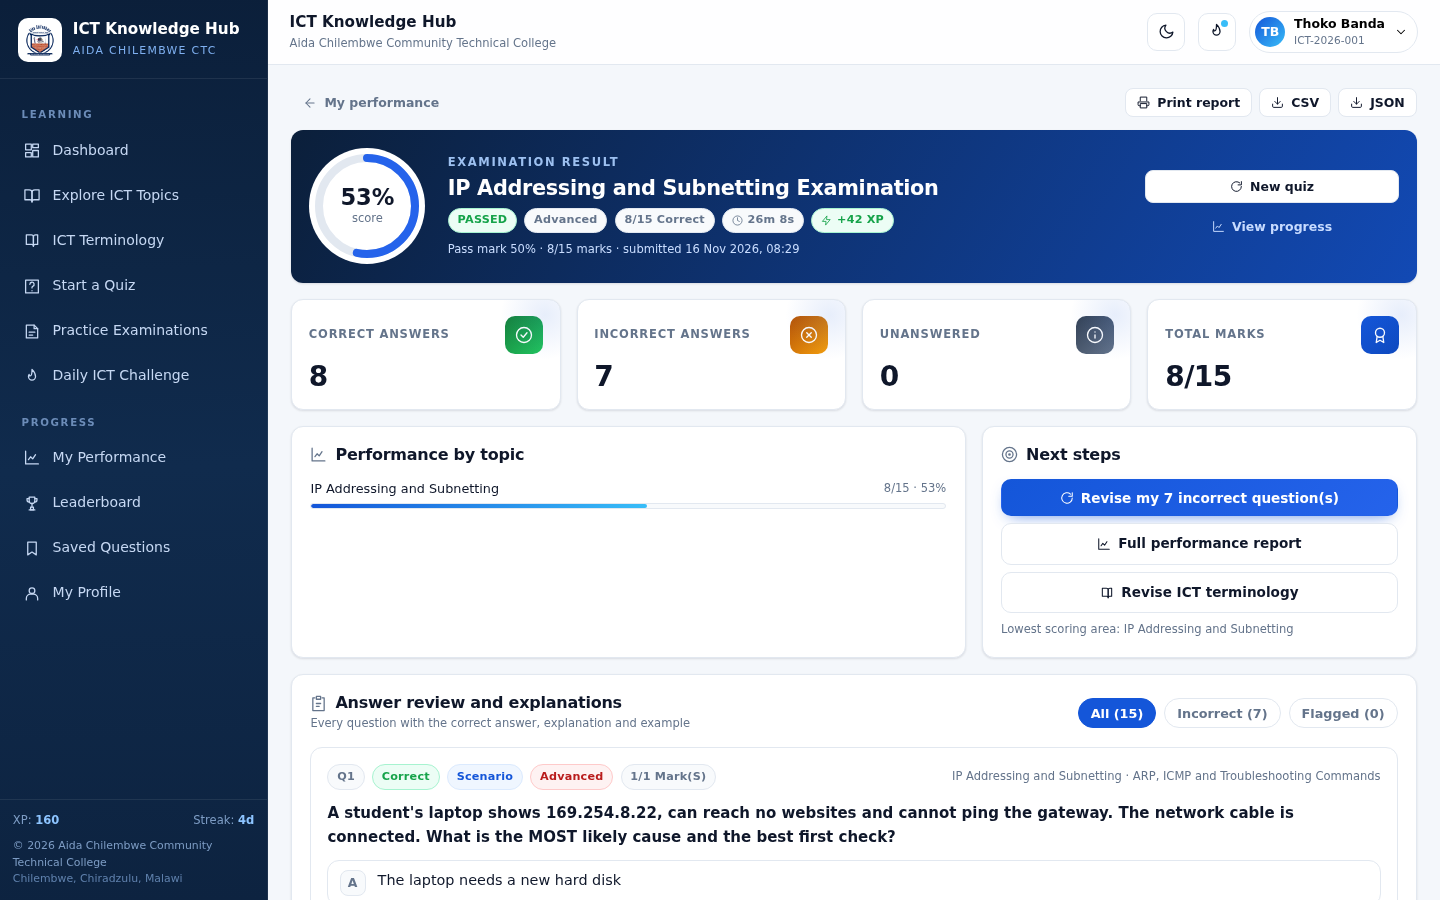 ICT Knowledge Hub
AIDA CHILEMBWE CTC
LEARNING
Dashboard
Explore ICT Topics
ICT Terminology
Start a Quiz
Practice Examinations
Daily ICT Challenge
PROGRESS
My Performance
Leaderboard
Saved Questions
My Profile
XP: 160
Streak: 4d
© 2026 Aida Chilembwe Community
Technical College
Chilembwe, Chiradzulu, Malawi
ICT Knowledge Hub
Aida Chilembwe Community Technical College
TB
Thoko Banda
ICT-2026-001
My performance
Print report
CSV
JSON
53%
score
EXAMINATION RESULT
IP Addressing and Subnetting Examination
PASSED
Advanced
8/15 Correct
26m 8s
+42 XP
Pass mark 50% · 8/15 marks · submitted 16 Nov 2026, 08:29
New quiz
View progress
CORRECT ANSWERS
8
INCORRECT ANSWERS
7
UNANSWERED
0
TOTAL MARKS
8/15
Performance by topic
IP Addressing and Subnetting
8/15 · 53%
Next steps
Revise my 7 incorrect question(s)
Full performance report
Revise ICT terminology
Lowest scoring area: IP Addressing and Subnetting
Answer review and explanations
Every question with the correct answer, explanation and example
All (15)
Incorrect (7)
Flagged (0)
Q1
Correct
Scenario
Advanced
1/1 Mark(S)
IP Addressing and Subnetting · ARP, ICMP and Troubleshooting Commands
A student's laptop shows 169.254.8.22, can reach no websites and cannot ping the gateway. The network cable is
connected. What is the MOST likely cause and the best first check?
A
The laptop needs a new hard disk